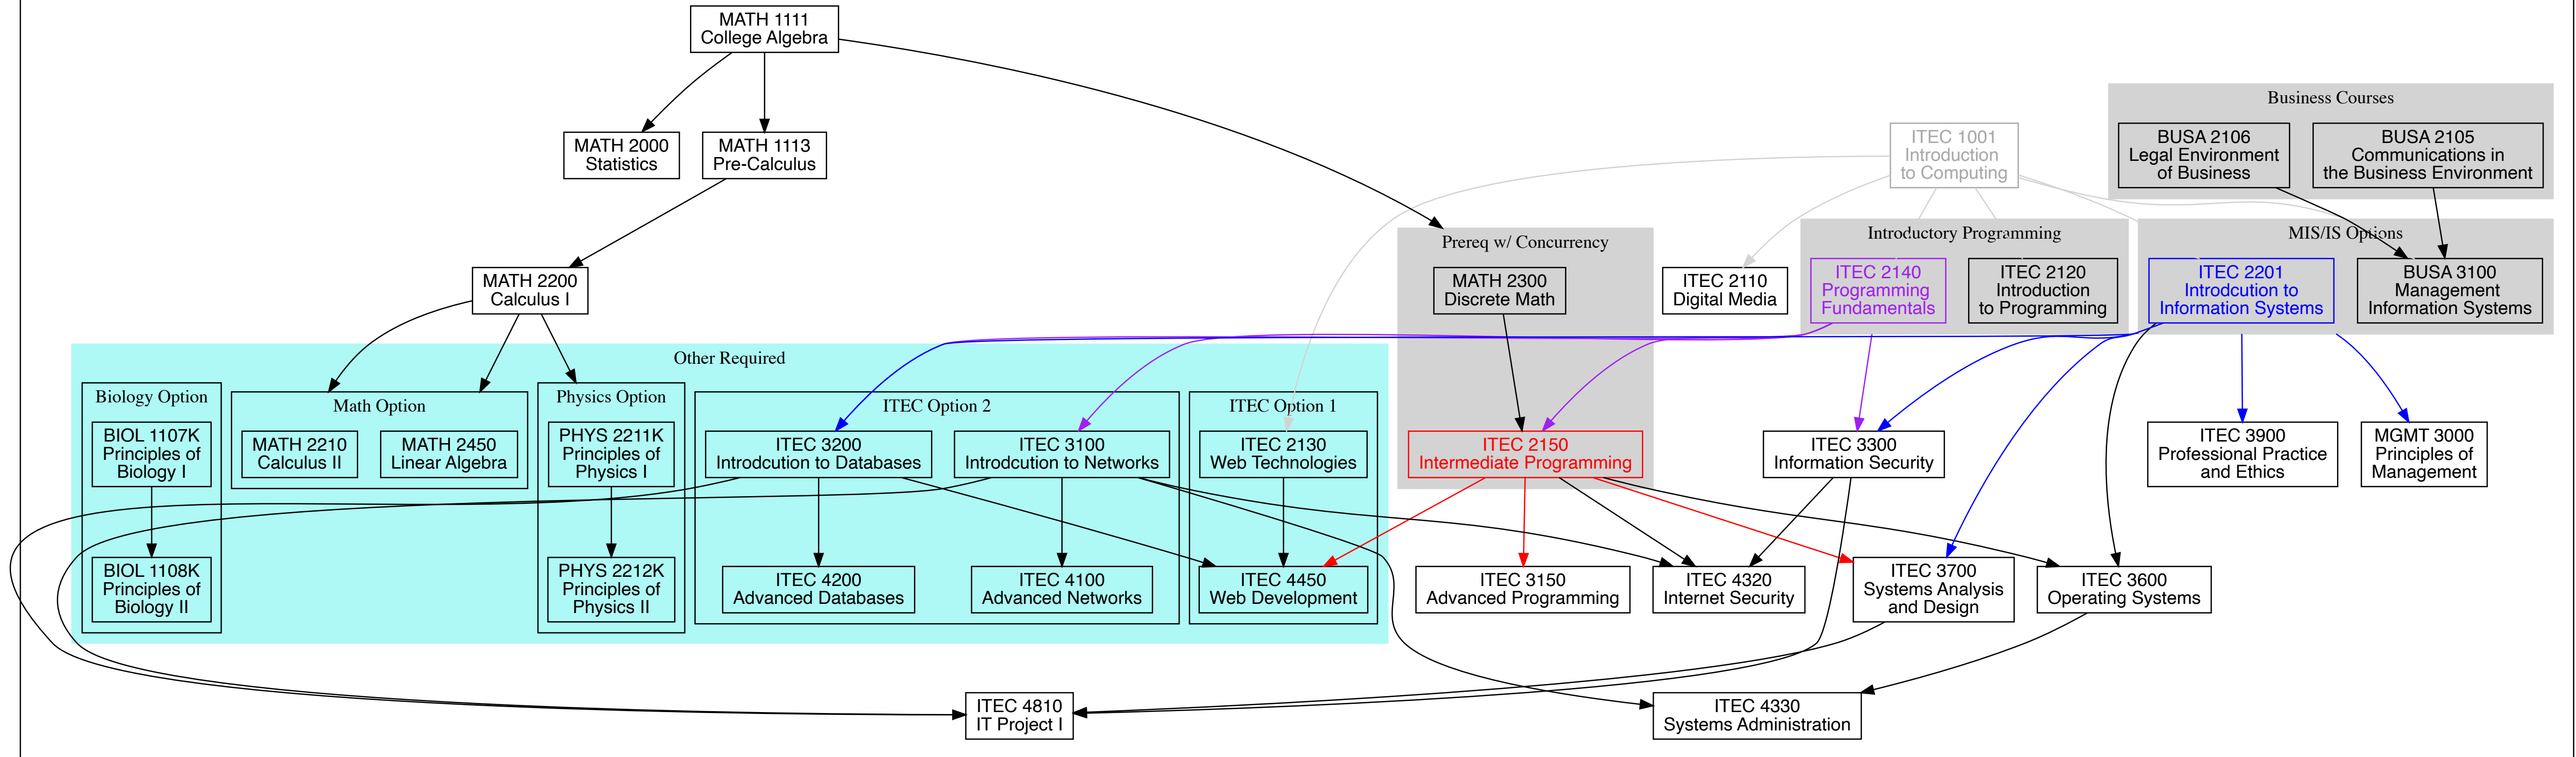 MATH 1111
College Algebra
Business Courses
MATH 2000
Statistics
MATH 1113
Pre-Calculus
ITEC 1001
Introduction
to Computing
BUSA 2106
Legal Environment
of Business
BUSA 2105
Communications in
the Business Environment
Prereq w/ Concurrency
Introductory Programming
MIS/IS Options
MATH 2200
Calculus I
MATH 2300
Discrete Math
ITEC 2110
Digital Media
ITEC 2140
Programming
Fundamentals
ITEC 2120
Introduction
to Programming
ITEC 2201
Introdcution to
Information Systems
BUSA 3100
Management
Information Systems
Other Required
Biology Option
Math Option
Physics Option
ITEC Option 2
ITEC Option 1
BIOL 1107K
Principles of
Biology I
MATH 2210
Calculus II
MATH 2450
Linear Algebra
PHYS 2211K
Principles of
Physics I
ITEC 3200
Introdcution to Databases
ITEC 3100
Introdcution to Networks
ITEC 2130
Web Technologies
ITEC 2150
Intermediate Programming
ITEC 3300
Information Security
ITEC 3900
Professional Practice
and Ethics
MGMT 3000
Principles of
Management
BIOL 1108K
Principles of
Biology II
PHYS 2212K
Principles of
Physics II
ITEC 4200
Advanced Databases
ITEC 4100
Advanced Networks
ITEC 4450
Web Development
ITEC 3150
Advanced Programming
ITEC 4320
Internet Security
ITEC 3700
Systems Analysis
and Design
ITEC 3600
Operating Systems
ITEC 4810
IT Project I
ITEC 4330
Systems Administration